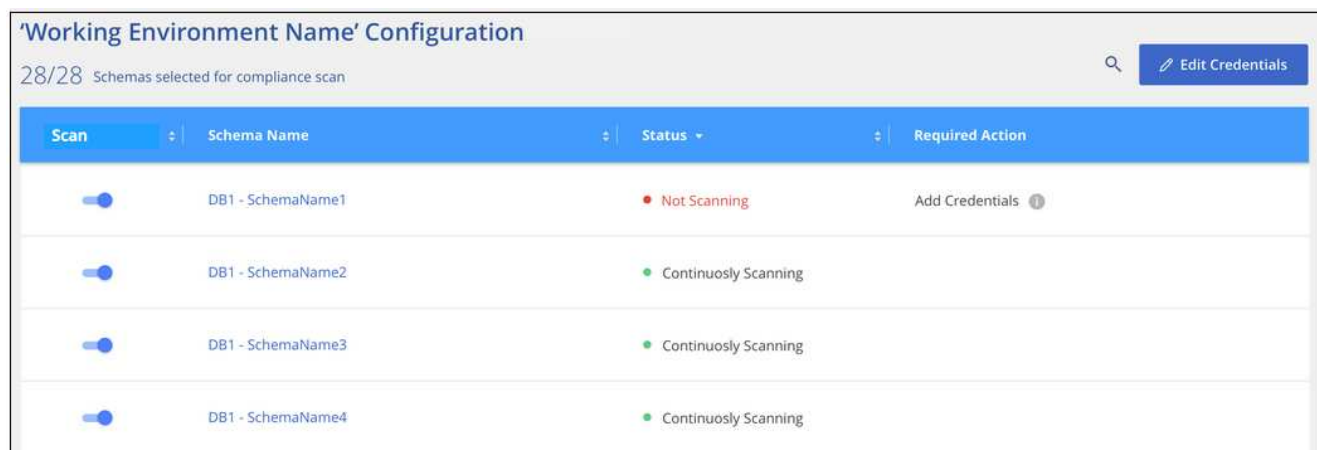 'Working Environment Name' Configuration
28/28 Schemas selected for compliance scan
Edit Credentials
Scan Schema Name Status Required Action
DB1 - SchemaName1 Not Scanning Add Credentials i
DB1 - SchemaName2 Continuosly Scanning
DB1 - SchemaName3 Continuosly Scanning
DB1 - SchemaName4 Continuosly Scanning